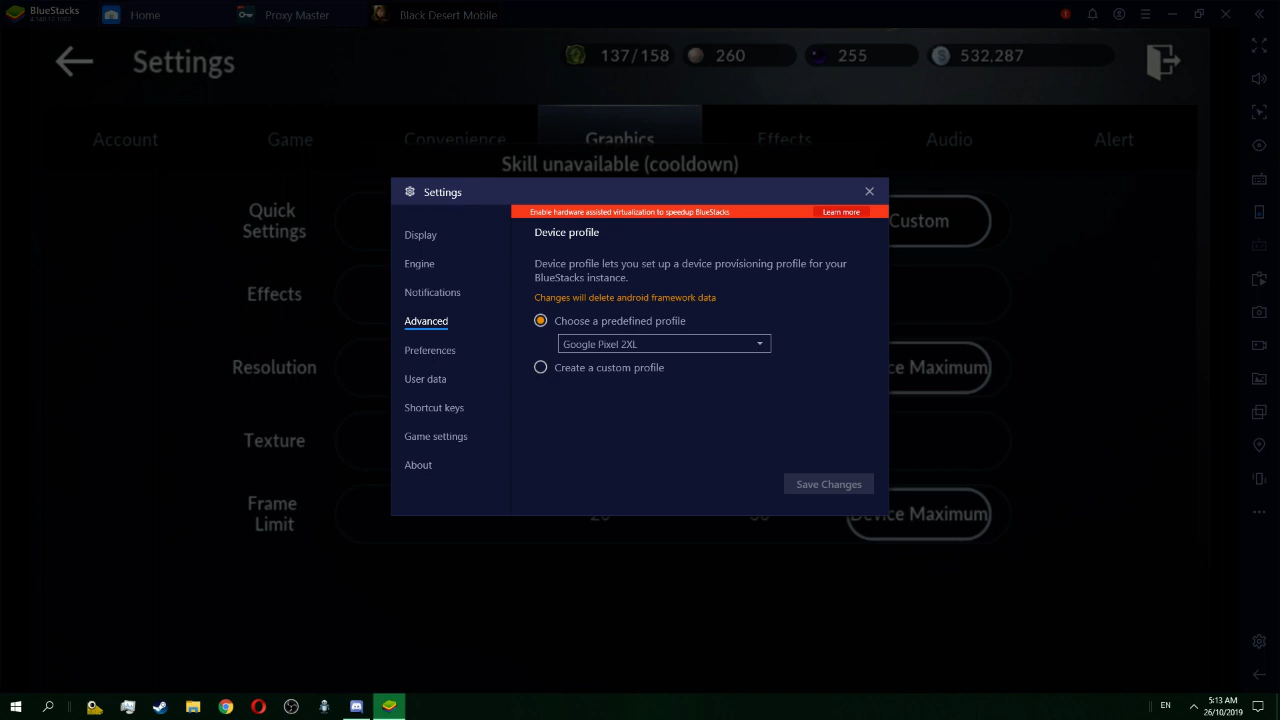 BlueStacks
4.140.12.1002
Home
Proxy Master
Black Desert Mobile
Settings
137/158
260
255
532,287
Account
Game
Convenience
Graphics
Effects
Audio
Alert
Skill unavailable (cooldown)
Quick
Settings
Custom
Effects
Resolution
Device Maximum
Texture
Frame
Limit
Device Maximum
Settings
Enable hardware assisted virtualization to speedup BlueStacks
Learn more
Display
Engine
Notifications
Advanced
Preferences
User data
Shortcut keys
Game settings
About
Device profile
Device profile lets you set up a device provisioning profile for your
BlueStacks instance.
Changes will delete android framework data
Choose a predefined profile
Google Pixel 2XL
Create a custom profile
Save Changes
EN
5:13 AM
26/10/2019